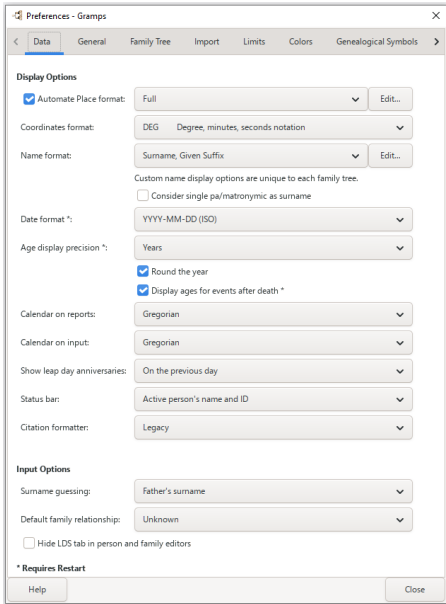 Preferences - Gramps
Data General Family Tree Import Limits Colors Genealogical Symbols
Display Options
Automate Place format: Full Edit...
Coordinates format: DEG Degree, minutes, seconds notation
Name format: Surname, Given Suffix Edit...
Custom name display options are unique to each family tree.
Consider single pa/matronymic as surname
Date format *: YYYY-MM-DD (ISO)
Age display precision *: Years
Round the year
Display ages for events after death *
Calendar on reports: Gregorian
Calendar on input: Gregorian
Show leap day anniversaries: On the previous day
Status bar: Active person's name and ID
Citation formatter: Legacy
Input Options
Surname guessing: Father's surname
Default family relationship: Unknown
Hide LDS tab in person and family editors
* Requires Restart
Help Close